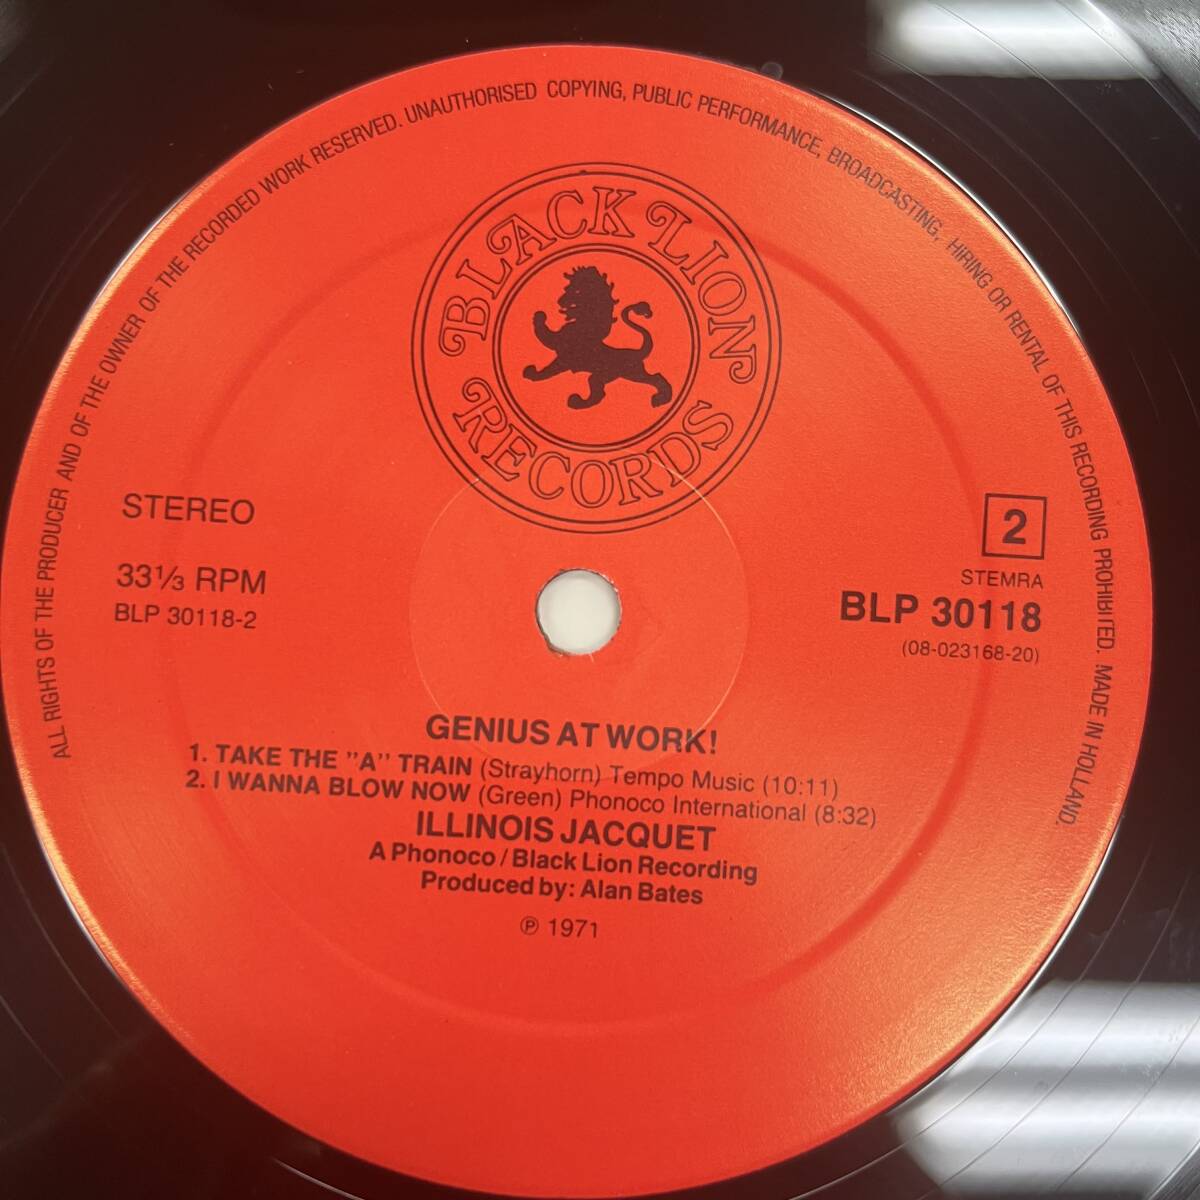 ALL RIGHTS OF THE PRODUCER AND OF THE OWNER OF THE RECORDED WORK RESERVED. UNAUTHORISED COPYING, PUBLIC PERFORMANCE, BROADCASTING, HIRING OR RENTAL OF THIS RECORDING PROHIBITED. MADE IN HOLLAND.
BLACK LION
RECORDS
STEREO
33⅓ RPM
BLP 30118-2
2
STEMRA
BLP 30118
(08-023168-20)
GENIUS AT WORK!
1. TAKE THE "A" TRAIN (Strayhorn) Tempo Music (10:11)
2. I WANNA BLOW NOW (Green) Phonoco International (8:32)
ILLINOIS JACQUET
A Phonoco / Black Lion Recording
Produced by: Alan Bates
℗ 1971